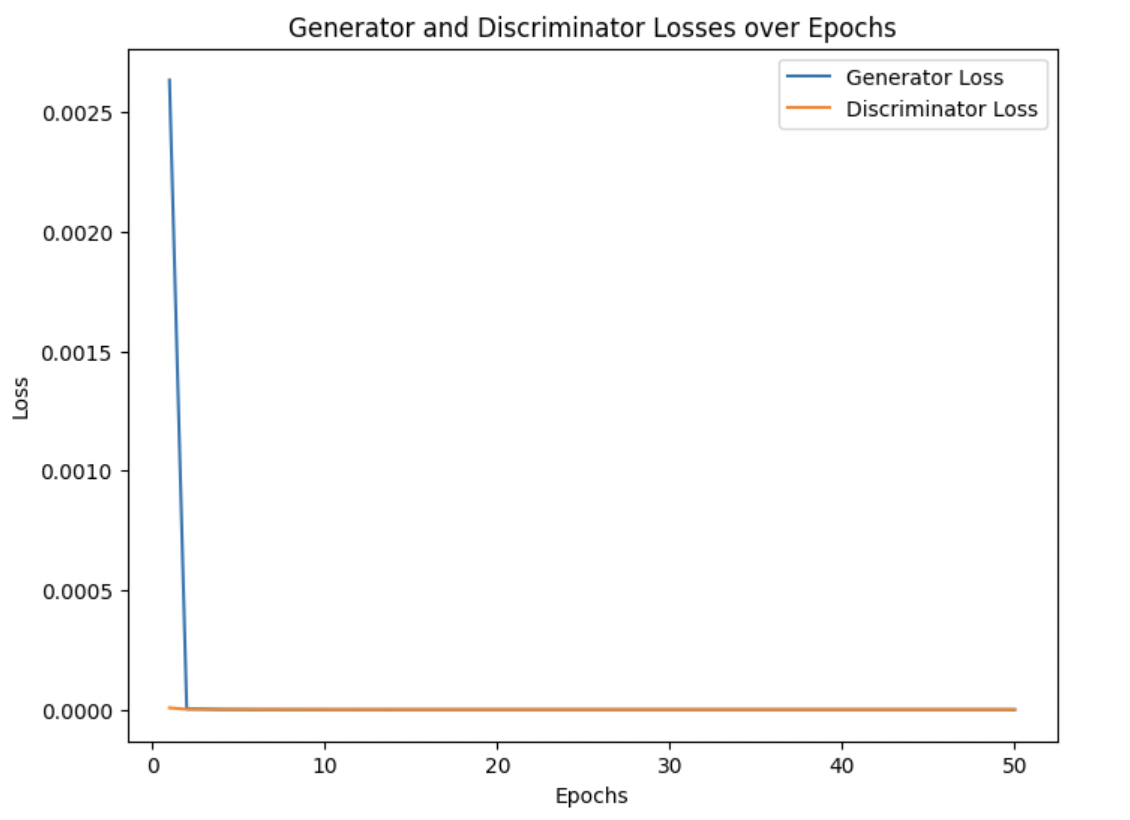 Generator and Discriminator Losses over Epochs
Generator Loss
Discriminator Loss
0.0025
0.0020
0.0015
0.0010
0.0005
0.0000
Loss
0 10 20 30 40 50
Epochs